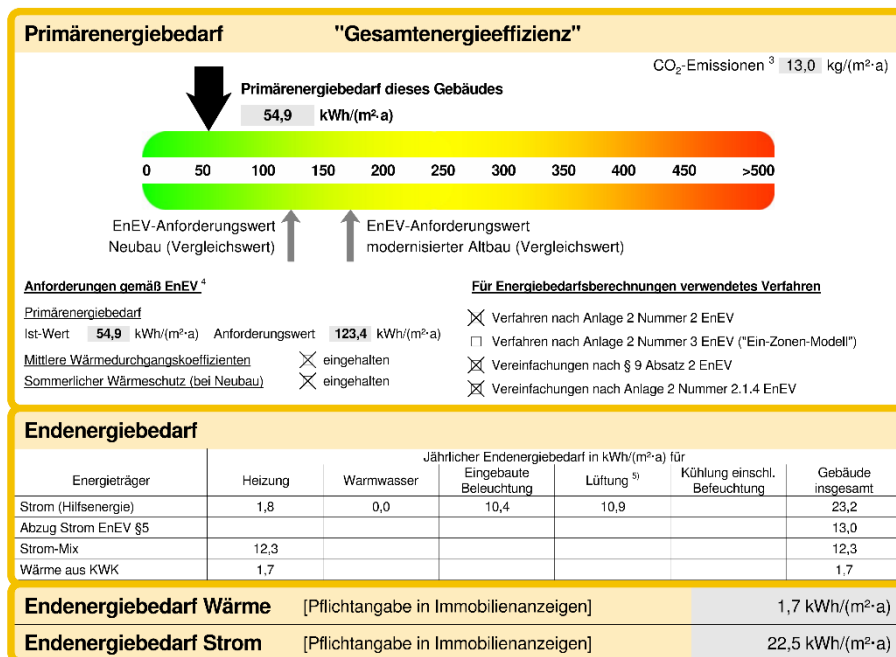 Primärenergiebedarf "Gesamtenergieeffizienz"
CO₂-Emissionen ³ 13,0 kg/(m²·a)
Primärenergiebedarf dieses Gebäudes
54,9 kWh/(m²·a)
0 50 100 150 200 250 300 350 400 450 >500
EnEV-Anforderungswert
Neubau (Vergleichswert)
EnEV-Anforderungswert
modernisierter Altbau (Vergleichswert)
Anforderungen gemäß EnEV ⁴
Primärenergiebedarf
Ist-Wert 54,9 kWh/(m²·a) Anforderungswert 123,4 kWh/(m²·a)
Mittlere Wärmedurchgangskoeffizienten ☒ eingehalten
Sommerlicher Wärmeschutz (bei Neubau) ☒ eingehalten
Für Energiebedarfsberechnungen verwendetes Verfahren
☒ Verfahren nach Anlage 2 Nummer 2 EnEV
☐ Verfahren nach Anlage 2 Nummer 3 EnEV ("Ein-Zonen-Modell")
☒ Vereinfachungen nach § 9 Absatz 2 EnEV
☒ Vereinfachungen nach Anlage 2 Nummer 2.1.4 EnEV
Endenergiebedarf
Jährlicher Endenergiebedarf in kWh/(m²·a) für
Energieträger Heizung Warmwasser Eingebaute Beleuchtung Lüftung ⁵⁾ Kühlung einschl. Befeuchtung Gebäude insgesamt
Strom (Hilfsenergie) 1,8 0,0 10,4 10,9 23,2
Abzug Strom EnEV §5 13,0
Strom-Mix 12,3 12,3
Wärme aus KWK 1,7 1,7
Endenergiebedarf Wärme [Pflichtangabe in Immobilienanzeigen] 1,7 kWh/(m²·a)
Endenergiebedarf Strom [Pflichtangabe in Immobilienanzeigen] 22,5 kWh/(m²·a)